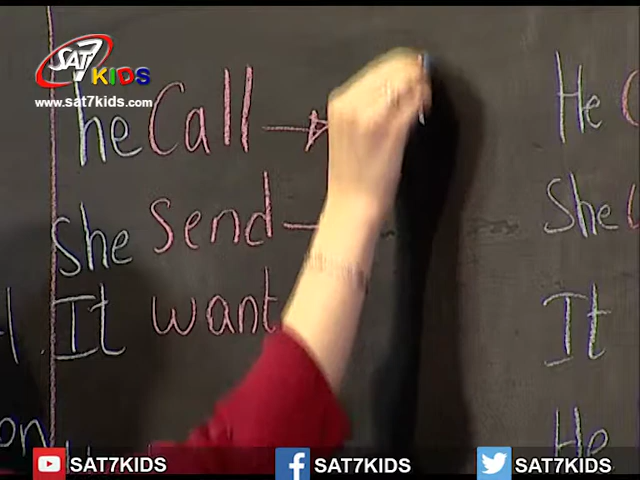 SAT7
KIDS
www.sat7kids.com
he Call
He
she send
She
It want
It
He
SAT7KIDS
SAT7KIDS
SAT7KIDS